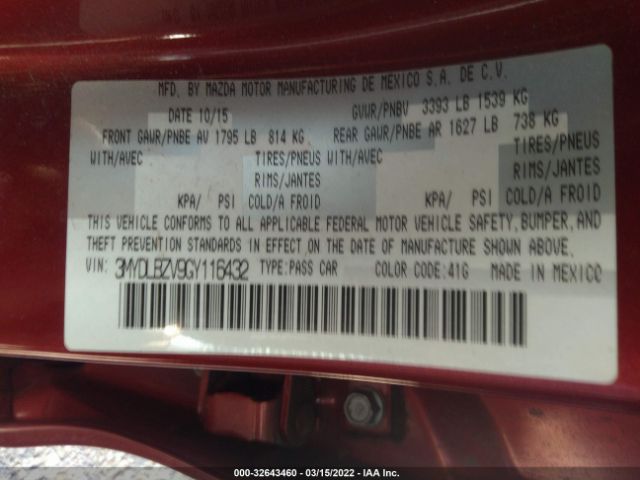 MFD. BY MAZDA MOTOR MANUFACTURING DE MEXICO S.A. DE C.V.
DATE 10/15 GVWR/PNBV 3393 LB 1539 KG
FRONT GAWR/PNBE AV 1795 LB 814 KG REAR GAWR/PNBE AR 1627 LB 738 KG
WITH/AVEC TIRES/PNEUS WITH/AVEC TIRES/PNEUS
RIMS/JANTES RIMS/JANTES
KPA/ PSI COLD/A FROID KPA/ PSI COLD/A FROID
THIS VEHICLE CONFORMS TO ALL APPLICABLE FEDERAL MOTOR VEHICLE SAFETY, BUMPER, AND
THEFT PREVENTION STANDARDS IN EFFECT ON THE DATE OF MANUFACTURE SHOWN ABOVE.
VIN: 3MYDLBZV9GY116432 TYPE:PASS CAR COLOR CODE:41G MADE IN MEXICO
000-32643460 - 03/15/2022 - IAA Inc.